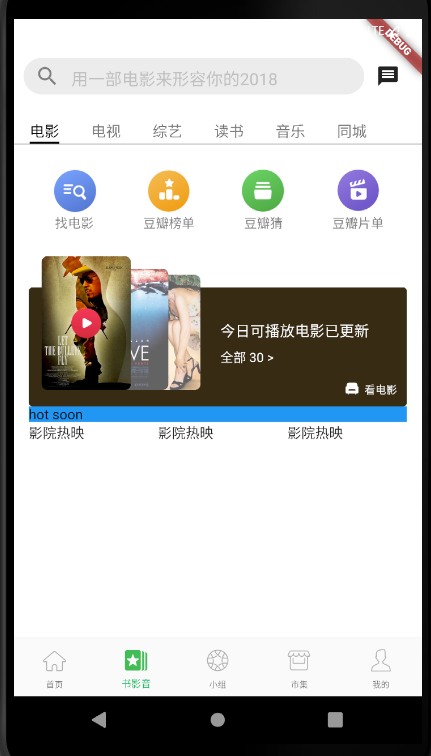 DEBUG
用一部电影来形容你的2018
电影 电视 综艺 读书 音乐 同城
找电影 豆瓣榜单 豆瓣猜 豆瓣片单
LET
THE BULLETS
FLY
今日可播放电影已更新
全部 30 >
看电影
hot soon
影院热映 影院热映 影院热映
首页 书影音 小组 市集 我的